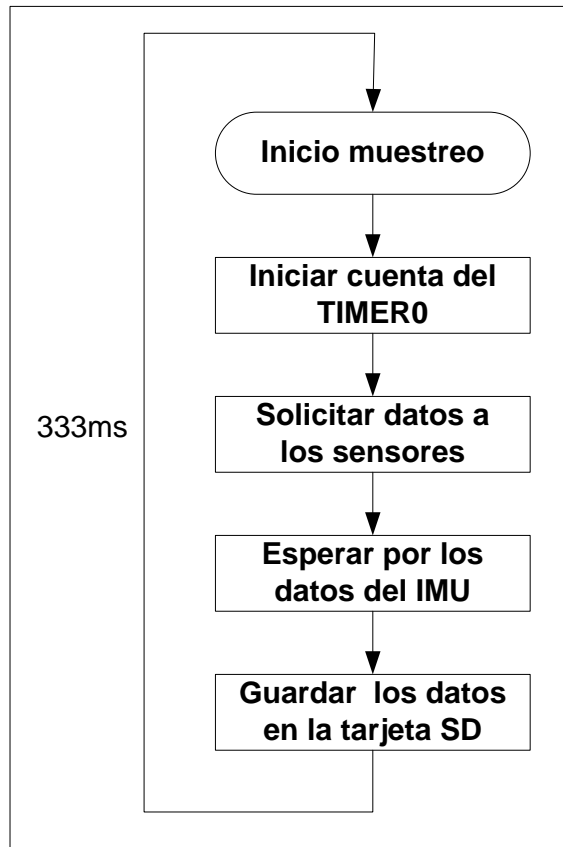 Inicio muestreo
Iniciar cuenta del
TIMER0
Solicitar datos a
los sensores
333ms
Esperar por los
datos del IMU
Guardar los datos
en la tarjeta SD